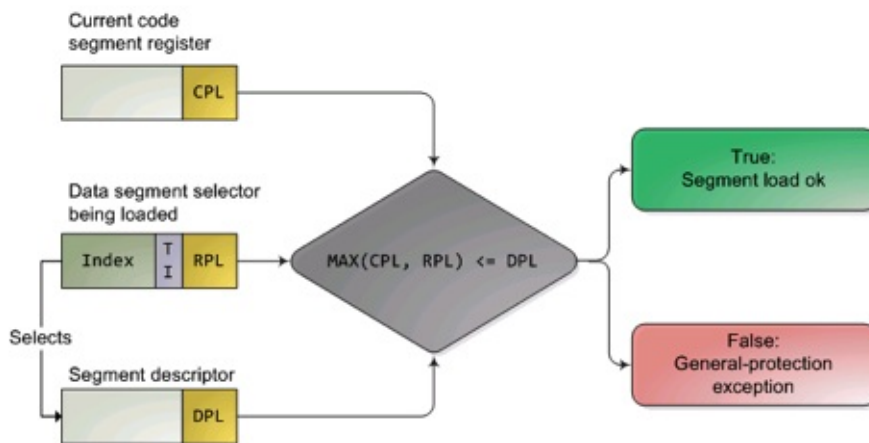 Current code
segment register
CPL
Data segment selector
being loaded
Index
T
I
RPL
Selects
Segment descriptor
DPL
MAX(CPL, RPL) <= DPL
True:
Segment load ok
False:
General-protection
exception